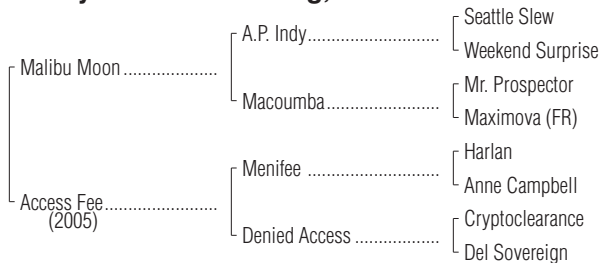 Seattle Slew
A.P. Indy
Weekend Surprise
Malibu Moon
Mr. Prospector
Macoumba
Maximova (FR)
Harlan
Menifee
Anne Campbell
Access Fee
(2005)
Cryptoclearance
Denied Access
Del Sovereign